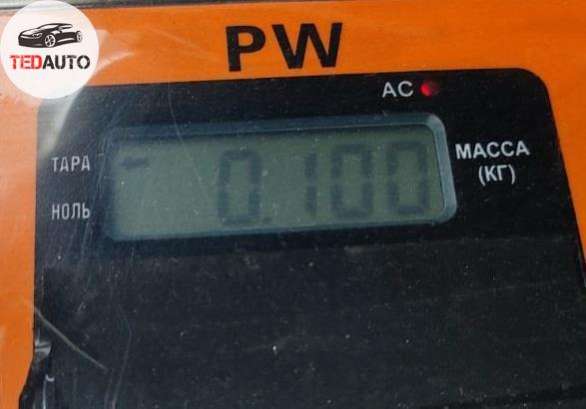 TEDAUTO
PW
AC
ТАРА
0.100
МАССА
(КГ)
НОЛЬ